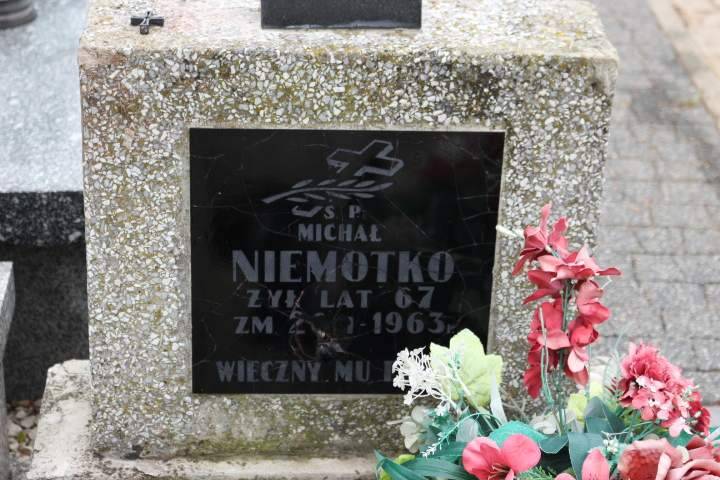 Ś P.
MICHAŁ
NIEMOTKO
ŻYŁ LAT 67
ZM 1963 R
WIECZNY MU